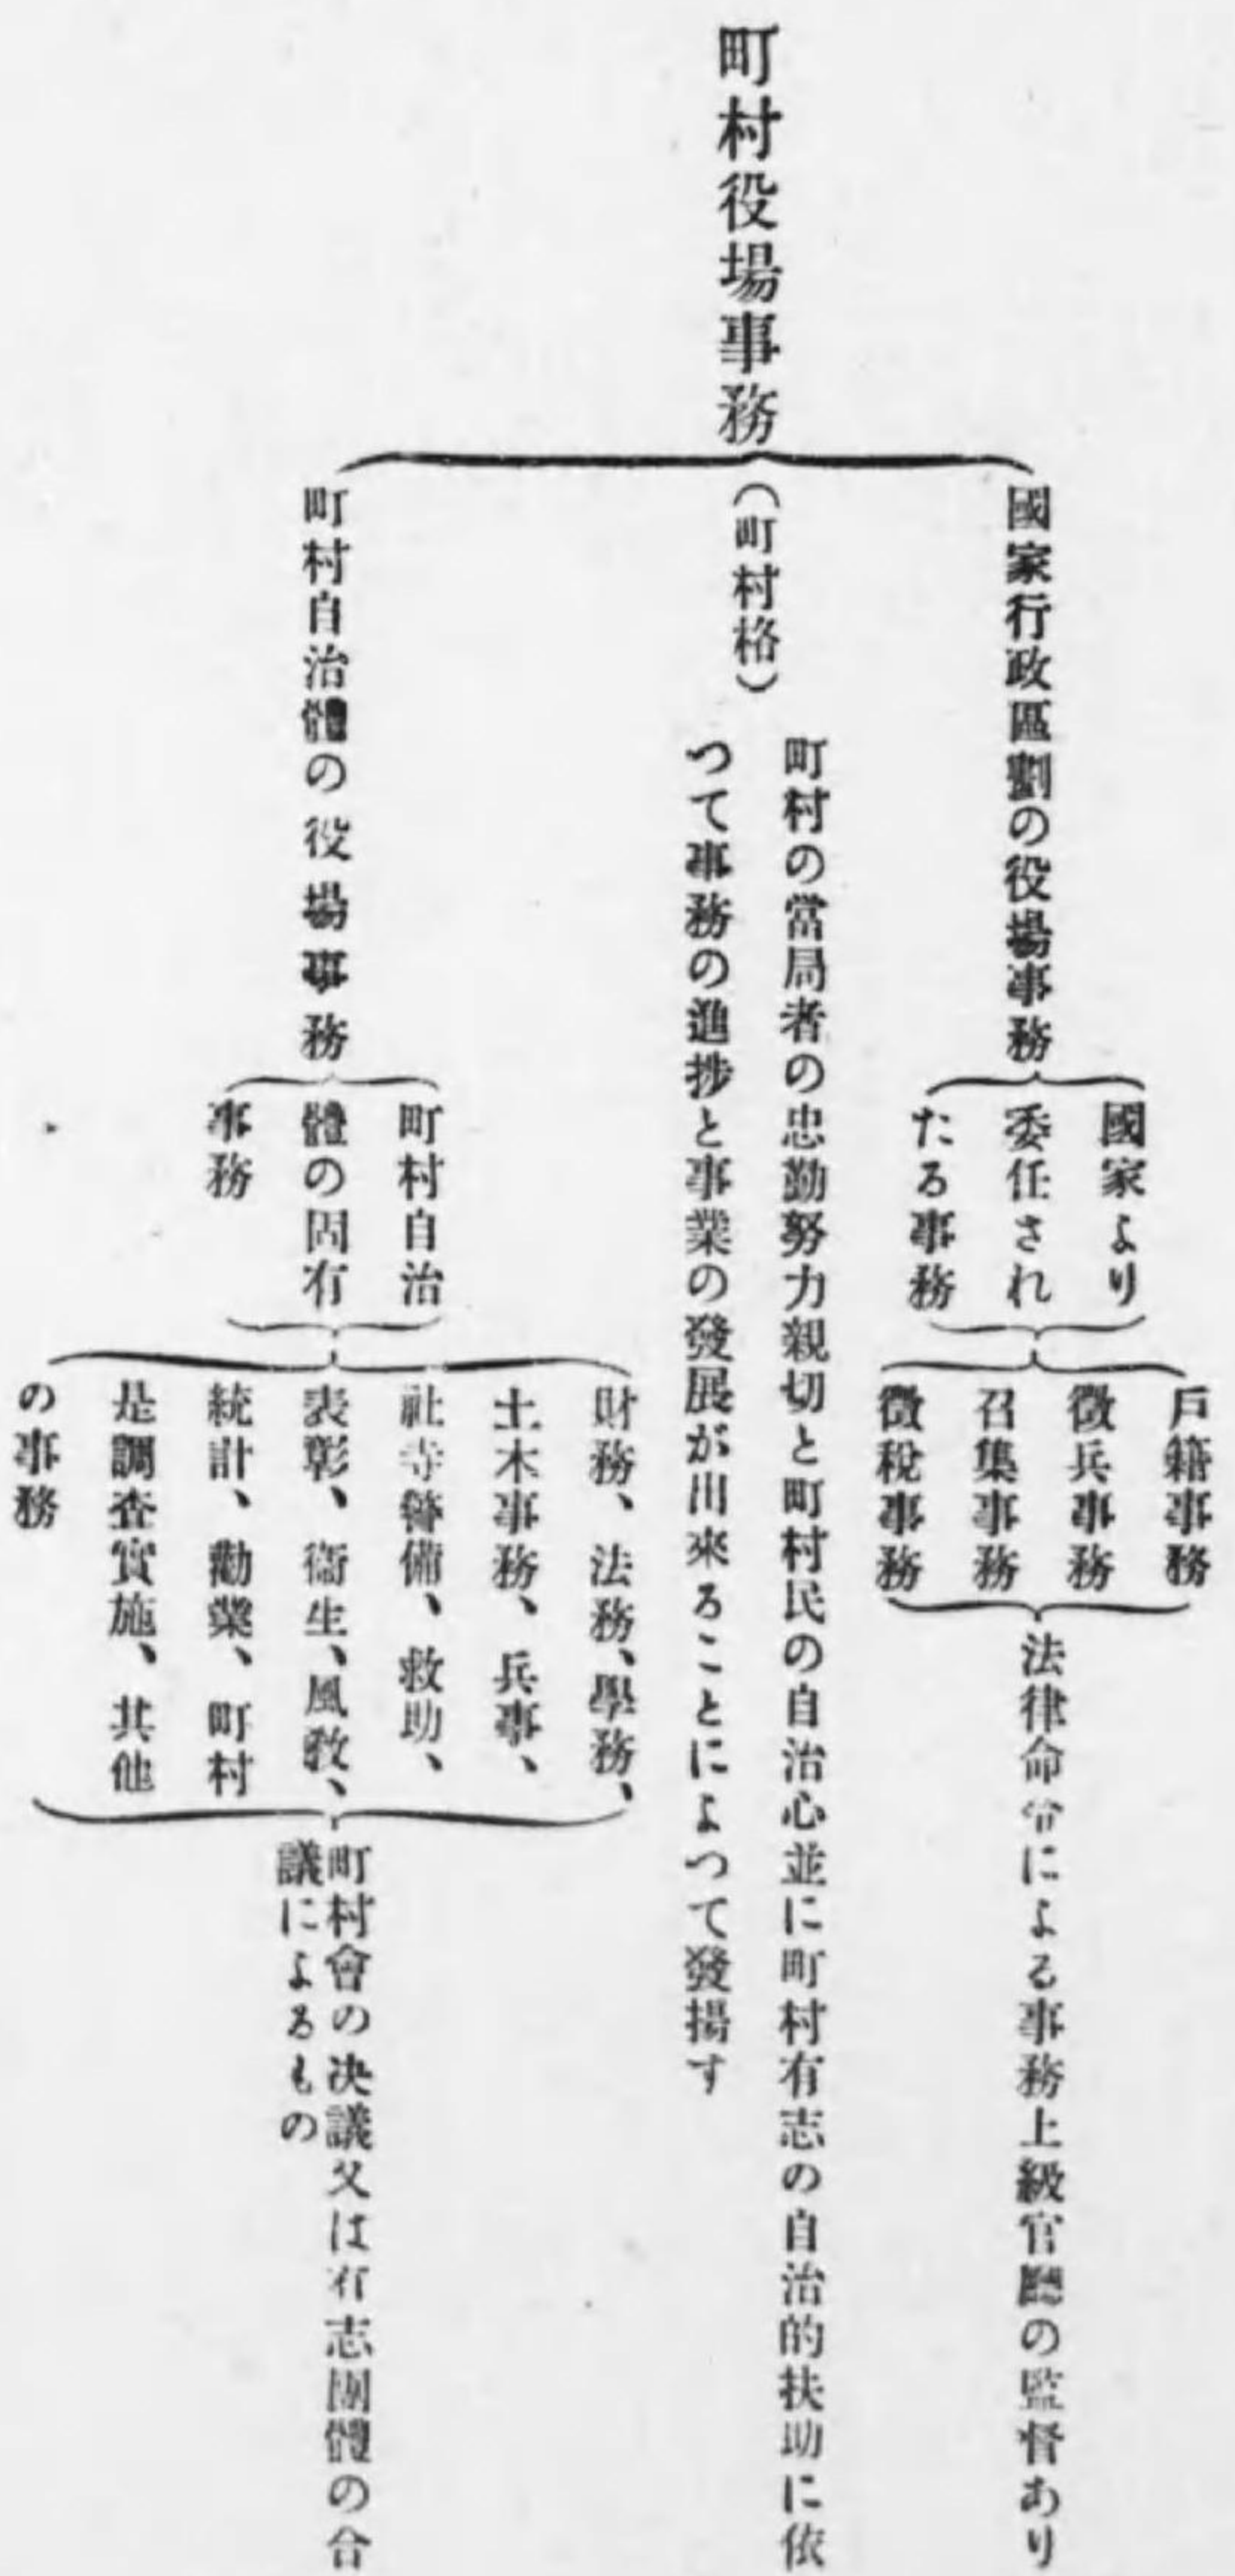 町村役場事務
國家行政區劃の役場事務
國家より
委任され
たる事務
戶籍事務
徵兵事務
召集事務
徵稅事務
法律命令による事務上級官廳の監督あり
（町村格）
町村の當局者の忠勤努力親切と町村民の自治心並に町村有志の自治的扶助に依
つて事務の進捗と事業の發展が出來ることによつて發揚す
町村自治體の役場事務
町村自治
體の固有
事務
財務、法務、學務、
土木事務、兵事、
社寺警備、救助、
表彰、衞生、風敎、
統計、勸業、町村
是調查實施、其他
の事務
町村會の決議又は有志團體の合
議によるもの